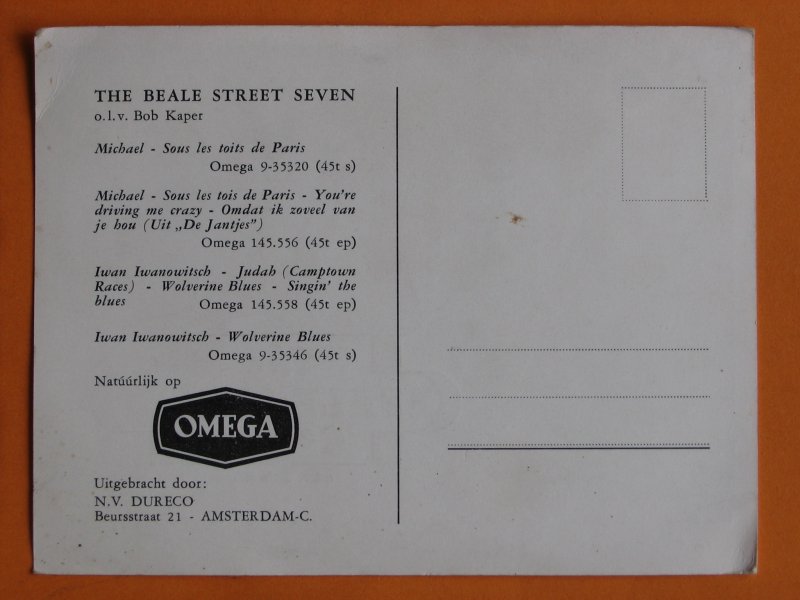 THE BEALE STREET SEVEN
o.l.v. Bob Kaper
Michael - Sous les toits de Paris
Omega 9-35320 (45t s)
Michael - Sous les tois de Paris - You're
driving me crazy - Omdat ik zoveel van
je hou (Uit „De Jantjes")
Omega 145.556 (45t ep)
Iwan Iwanowitsch - Judah (Camptown
Races) - Wolverine Blues - Singin' the
blues Omega 145.558 (45t ep)
Iwan Iwanowitsch - Wolverine Blues
Omega 9-35346 (45t s)
Natúúrlijk op
OMEGA
Uitgebracht door:
N.V. DURECO
Beursstraat 21 - AMSTERDAM-C.